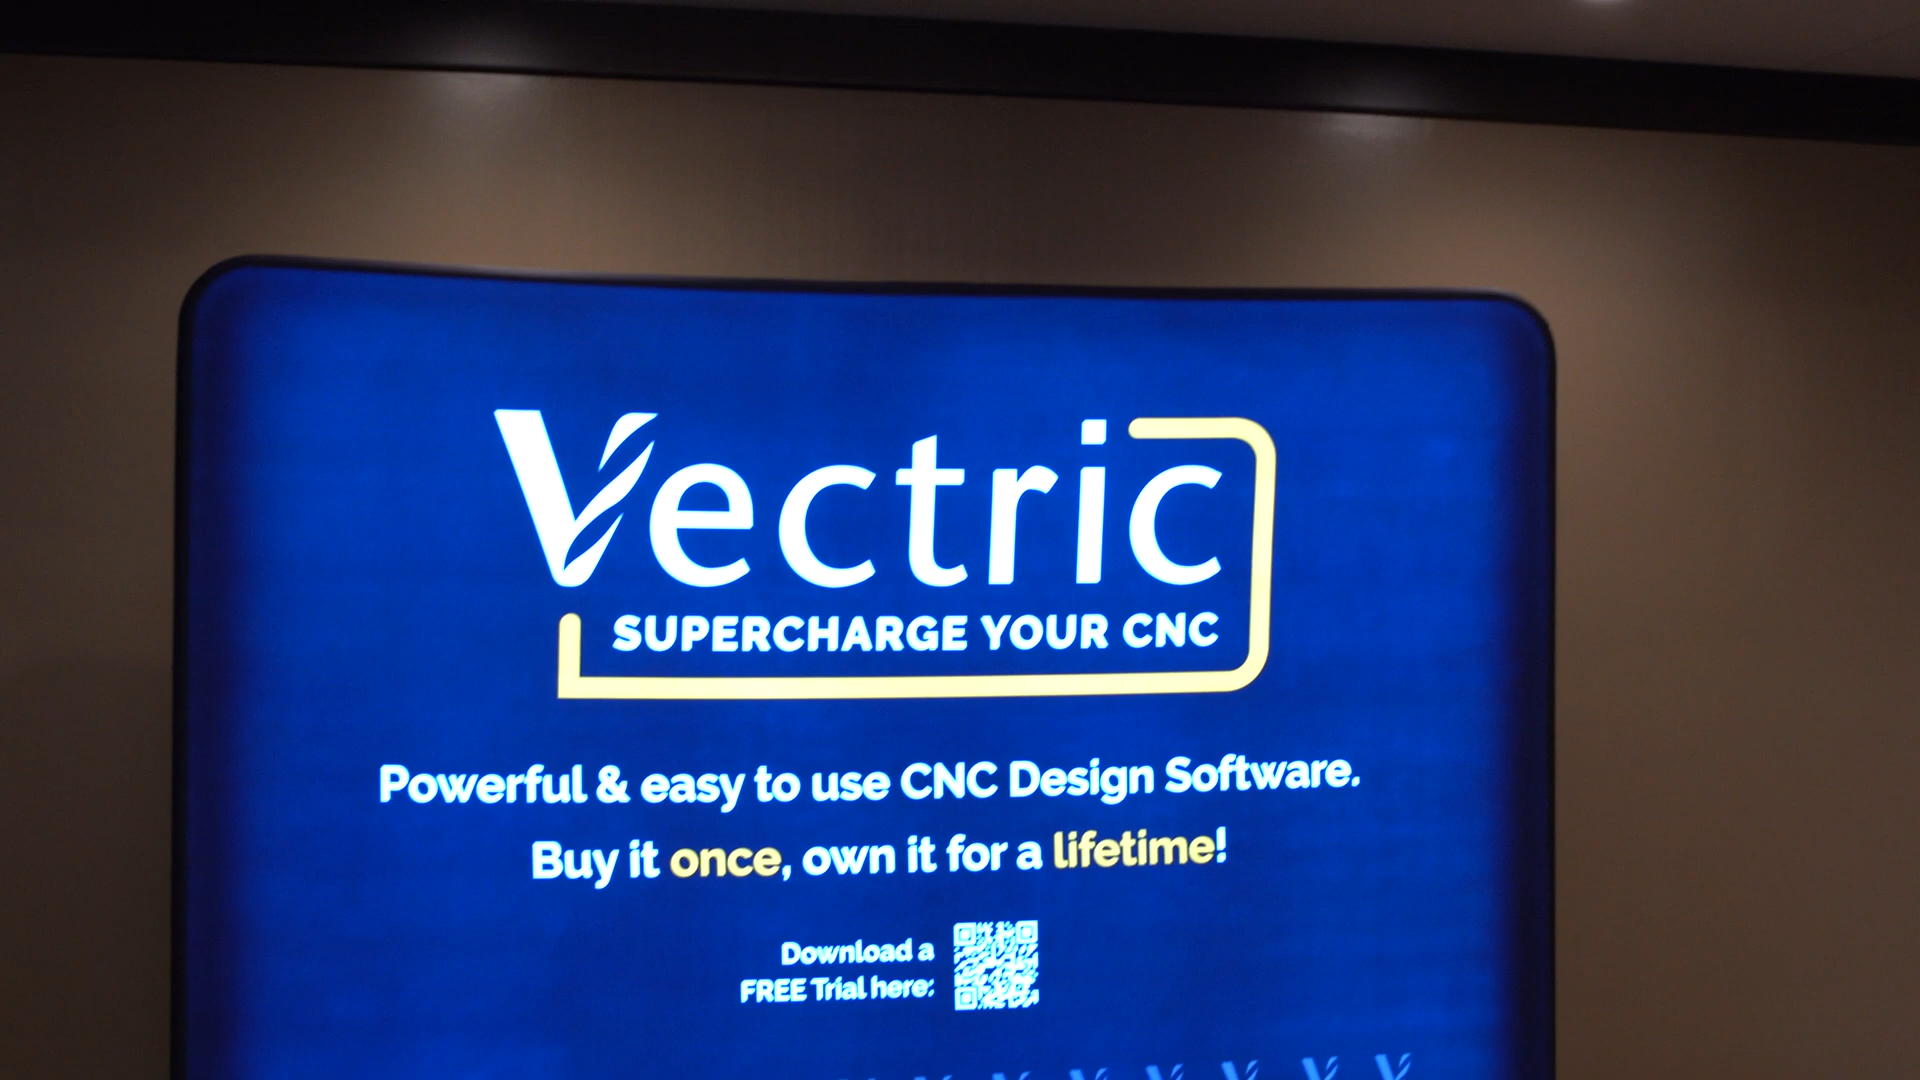 Vectric
SUPERCHARGE YOUR CNC
Powerful & easy to use CNC Design Software.
Buy it once, own it for a lifetime!
Download a
FREE Trial here: